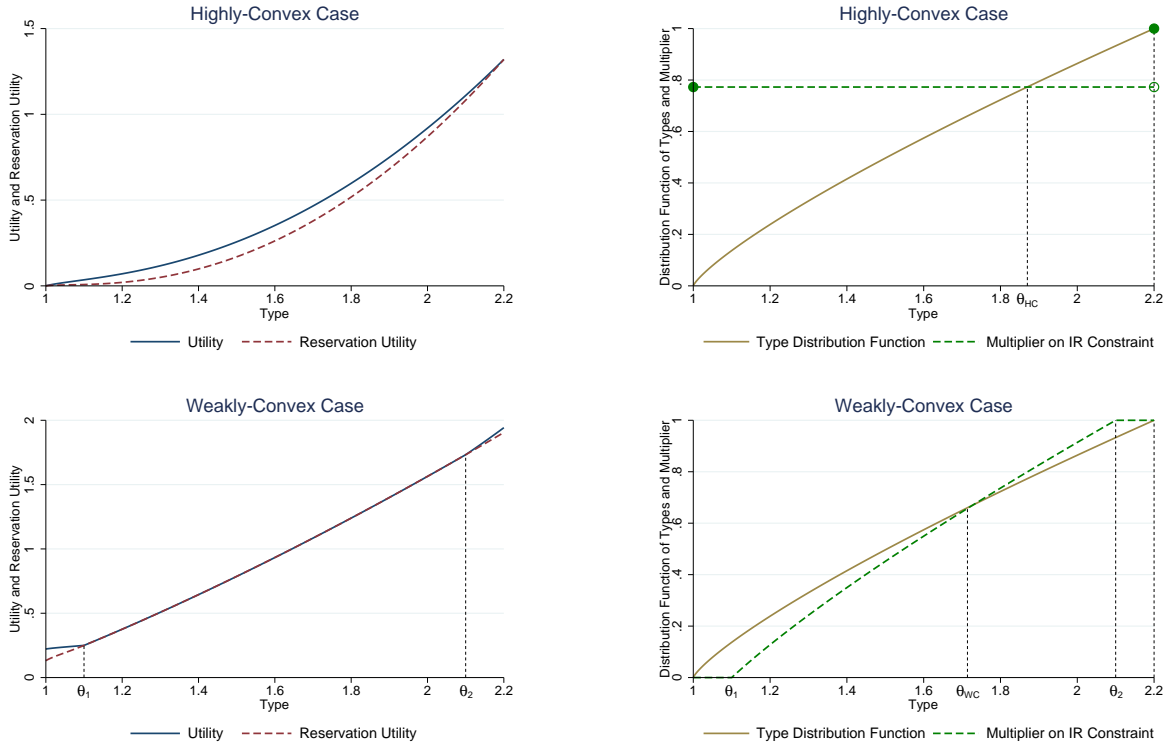 Highly-Convex Case
Utility and Reservation Utility
0 .5 1 1.5
1 1.2 1.4 1.6 1.8 2 2.2
Type
Utility Reservation Utility
Highly-Convex Case
Distribution Function of Types and Multiplier
0 .2 .4 .6 .8 1
1 1.2 1.4 1.6 1.8 θHC 2 2.2
Type
Type Distribution Function Multiplier on IR Constraint
Weakly-Convex Case
Utility and Reservation Utility
0 .5 1 1.5 2
1 θ1 1.2 1.4 1.6 1.8 2 θ2 2.2
Type
Utility Reservation Utility
Weakly-Convex Case
Distribution Function of Types and Multiplier
0 .2 .4 .6 .8 1
1 θ1 1.2 1.4 1.6 θWC 1.8 2 θ2 2.2
Type
Type Distribution Function Multiplier on IR Constraint